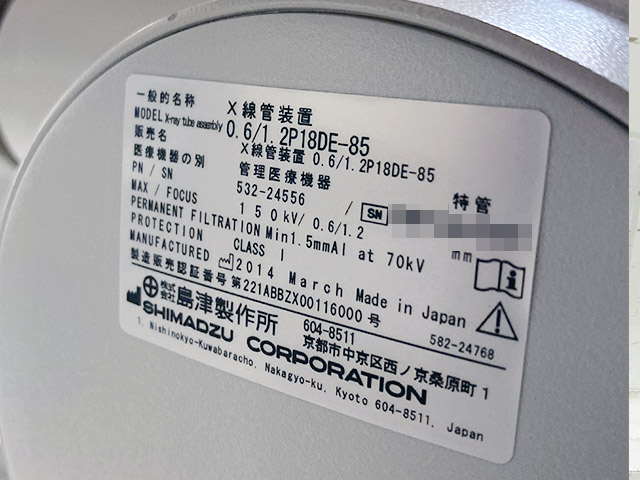 一般的名称 X線管装置
MODEL X-ray tube assembly 0.6/1.2P18DE-85
販売名 X線管装置 0.6/1.2P18DE-85
医療機器の別 管理医療機器 特管
PN / SN 532-24556 / SN
MAX / FOCUS 150kV/ 0.6/1.2 mm
PERMANENT FILTRATION Min1.5mmAl at 70kV
PROTECTION CLASS I
MANUFACTURED 2014 March Made in Japan
製造販売認証番号 第221ABBZX00116000号 582-24768
株式会社 島津製作所 604-8511 京都市中京区西ノ京桑原町1
SHIMADZU CORPORATION
1, Nishinokyo-Kuwabaracho, Nakagyo-ku, Kyoto 604-8511, Japan